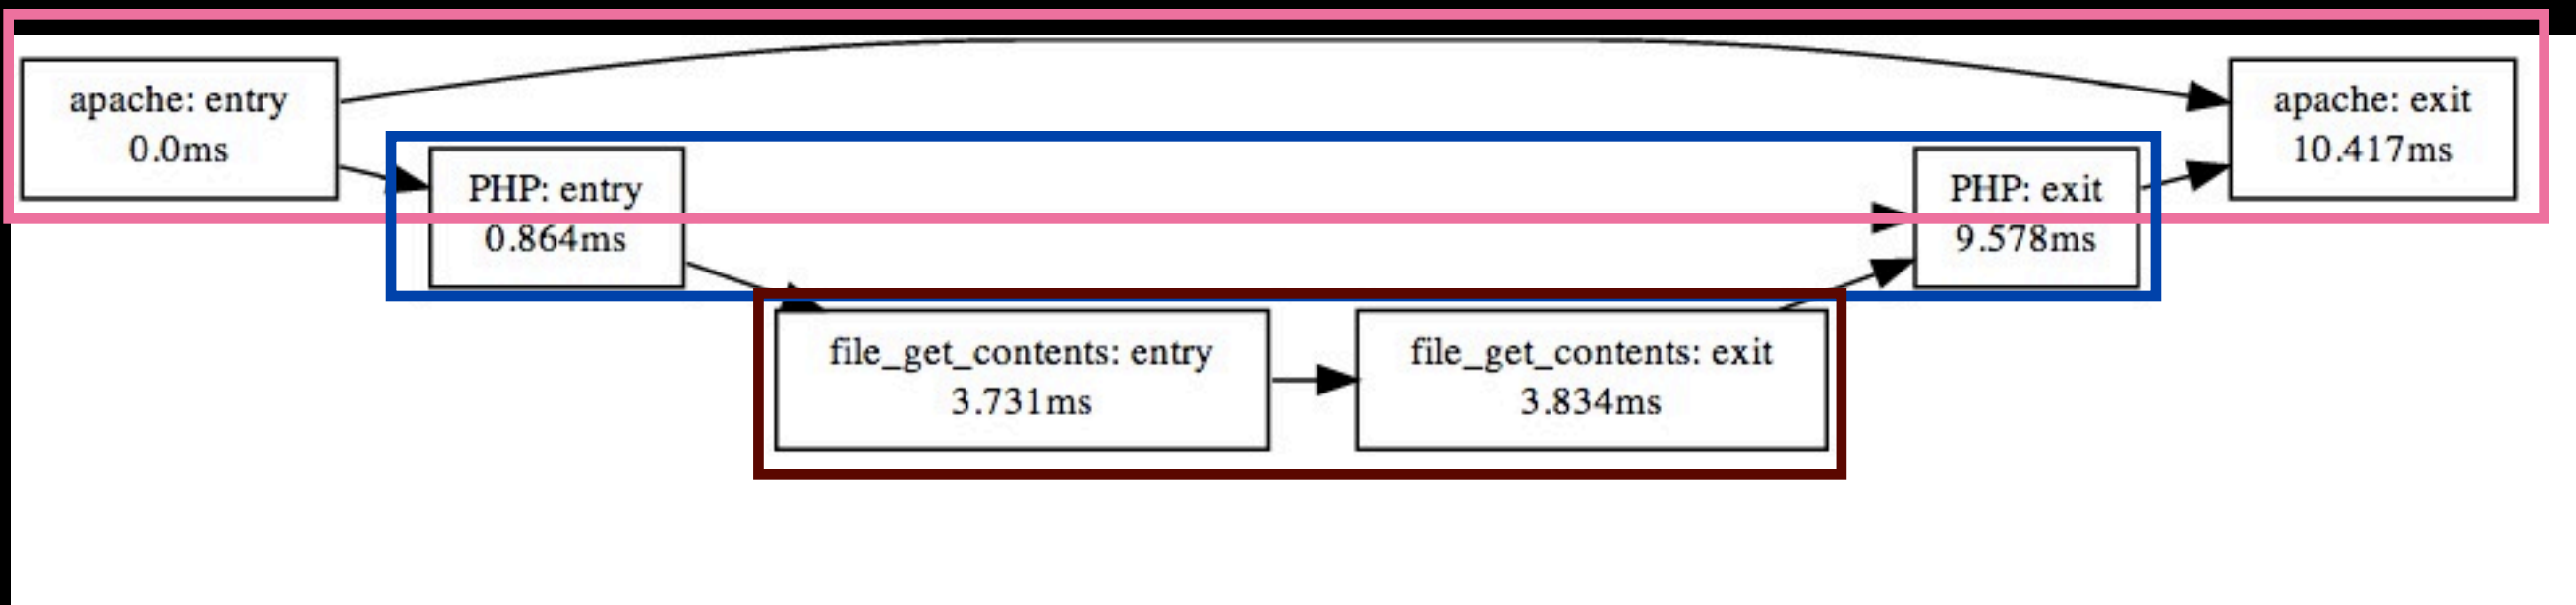 apache: entry
0.0ms
apache: exit
10.417ms
PHP: entry
0.864ms
PHP: exit
9.578ms
file_get_contents: entry
3.731ms
file_get_contents: exit
3.834ms